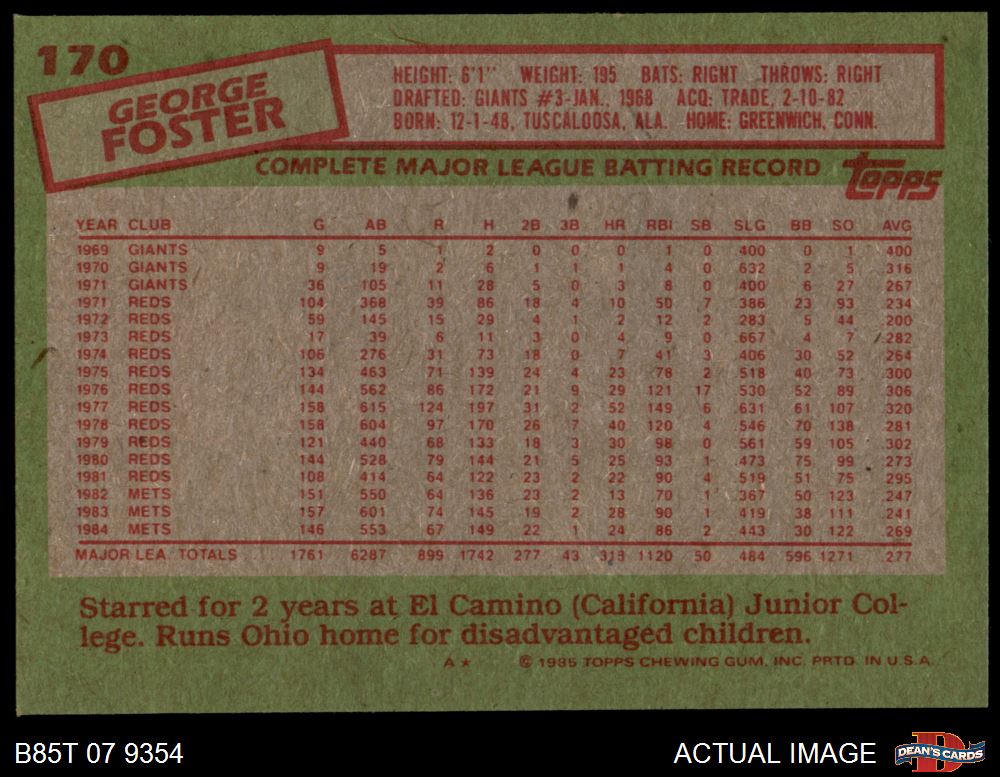 170
GEORGE
FOSTER
HEIGHT: 6'1" WEIGHT: 195 BATS: RIGHT THROWS: RIGHT
DRAFTED: GIANTS #3-JAN., 1968 ACQ: TRADE, 2-10-82
BORN: 12-1-48, TUSCALOOSA, ALA. HOME: GREENWICH, CONN.
COMPLETE MAJOR LEAGUE BATTING RECORD
topps
YEAR CLUB G AB R H 2B 3B HR RBI SB SLG BB SO AVG
1969 GIANTS 9 5 1 2 0 0 0 1 0 400 0 1 .400
1970 GIANTS 9 19 2 6 1 1 1 4 0 632 2 5 .316
1971 GIANTS 36 105 11 28 5 0 3 8 0 400 6 27 .267
1971 REDS 104 368 39 86 18 4 10 50 7 386 23 93 .234
1972 REDS 59 145 15 29 4 1 2 12 2 283 5 44 .200
1973 REDS 17 39 6 11 3 0 4 9 0 667 4 7 .282
1974 REDS 106 276 31 73 18 0 7 41 3 406 30 52 .264
1975 REDS 134 463 71 139 24 4 23 78 2 518 40 73 .300
1976 REDS 144 562 86 172 21 9 29 121 17 530 52 89 .306
1977 REDS 158 615 124 197 31 2 52 149 6 631 61 107 .320
1978 REDS 158 604 97 170 26 7 40 120 4 546 70 138 .281
1979 REDS 121 440 68 133 18 3 30 98 0 561 59 105 .302
1980 REDS 144 528 79 144 21 5 25 93 1 473 75 99 .273
1981 REDS 108 414 64 122 23 2 22 90 4 519 51 75 .295
1982 METS 151 550 64 136 23 2 13 70 1 367 50 123 .247
1983 METS 157 601 74 145 19 2 28 90 1 419 38 111 .241
1984 METS 146 553 67 149 22 1 24 86 2 443 30 122 .269
MAJOR LEA. TOTALS 1761 6287 899 1742 277 43 313 1120 50 484 596 1271 .277
Starred for 2 years at El Camino (California) Junior Col-
lege. Runs Ohio home for disadvantaged children.
A ★ © 1985 TOPPS CHEWING GUM, INC. PRTD. IN U.S.A.
B85T 07 9354 ACTUAL IMAGE DEAN'S CARDS